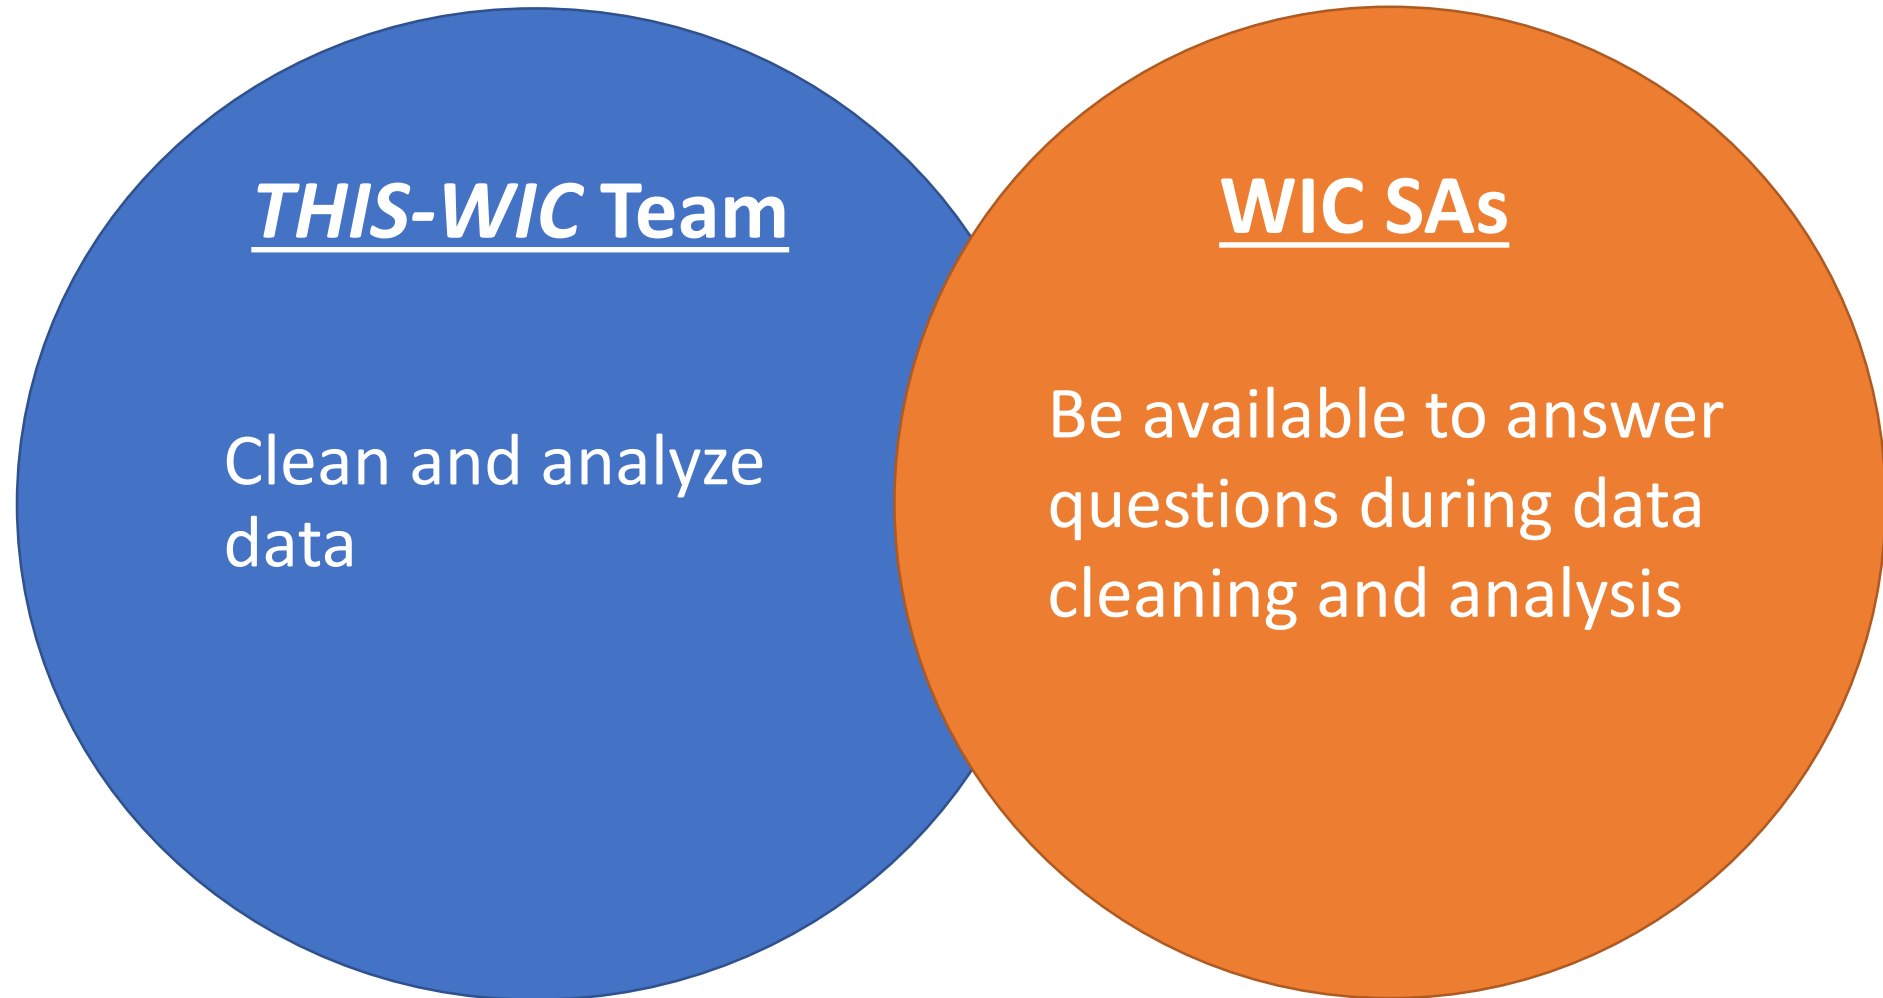 THIS-WIC Team
Clean and analyze
data
WIC SAs
Be available to answer
questions during data
cleaning and analysis